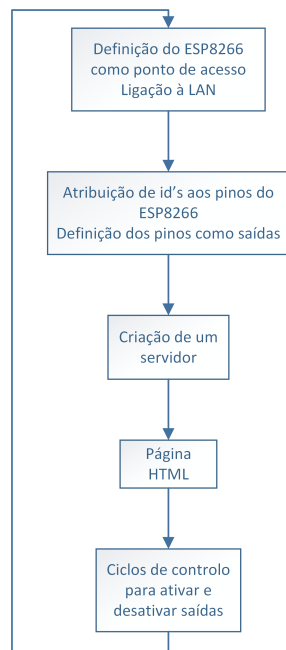 Definição do ESP8266
como ponto de acesso
Ligação à LAN
Atribuição de id’s aos pinos do
ESP8266
Definição dos pinos como saídas
Criação de um
servidor
Página
HTML
Ciclos de controlo
para ativar e
desativar saídas